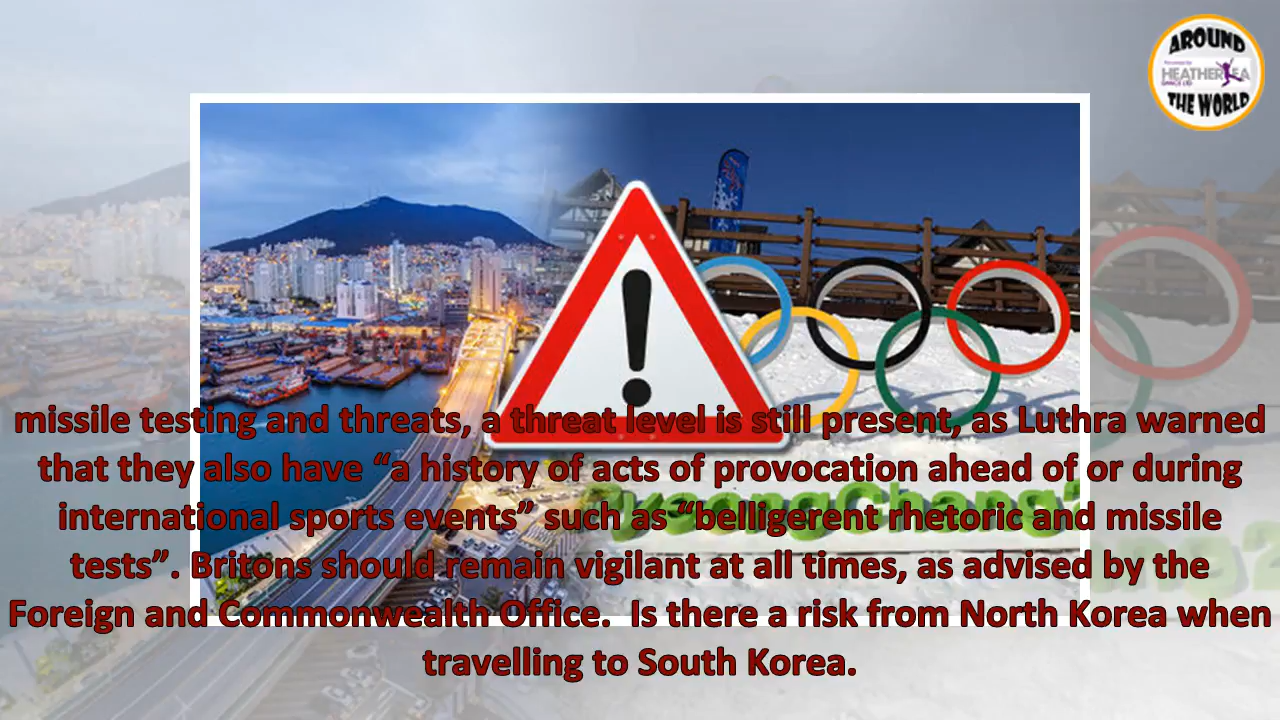 AROUND
HEATHER EA
THE WORLD
missile testing and threats, a threat level is still present, as Luthra warned
that they also have “a history of acts of provocation ahead of or during
international sports events” such as “belligerent rhetoric and missile
tests”. Britons should remain vigilant at all times, as advised by the
Foreign and Commonwealth Office.  Is there a risk from North Korea when
travelling to South Korea.
PyeongChang